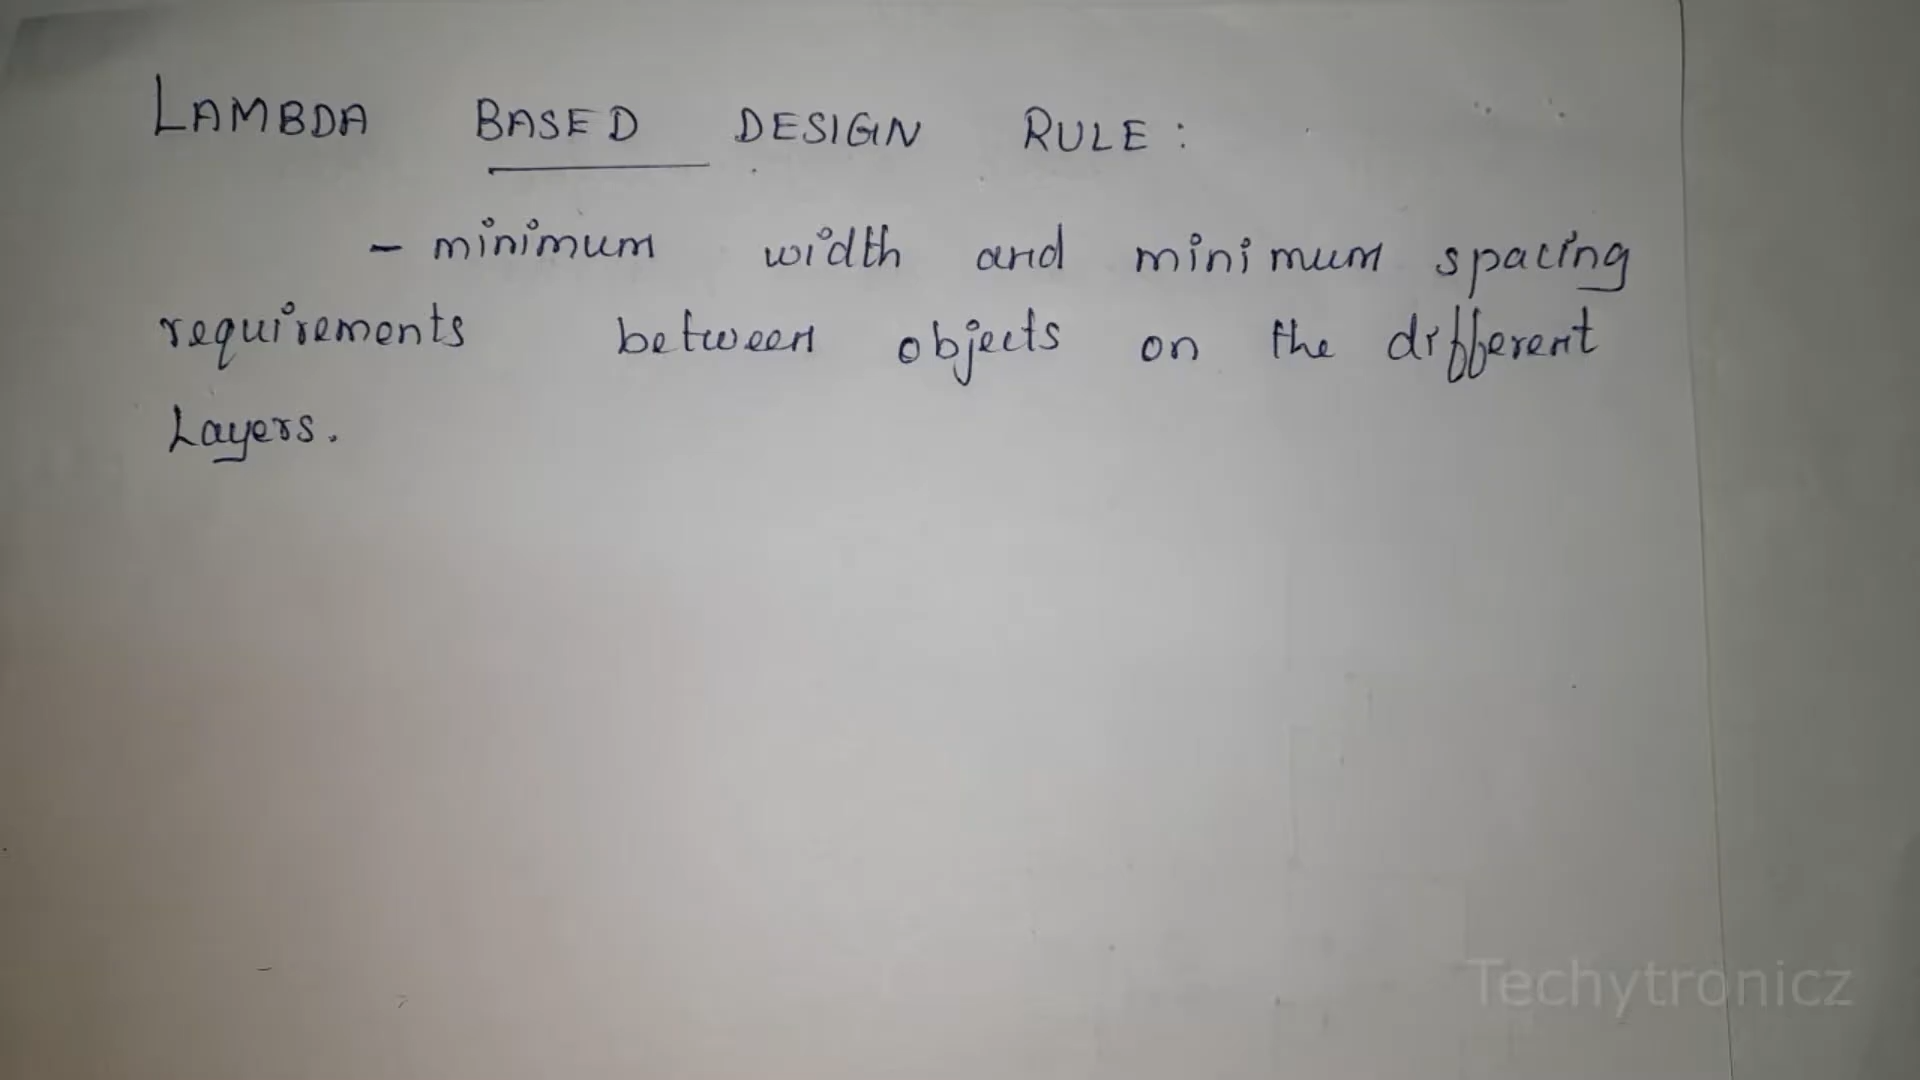 LAMBDA BASED DESIGN RULE:
- minimum width and minimum spacing
requirements between objects on the different
Layers.
Techytronicz